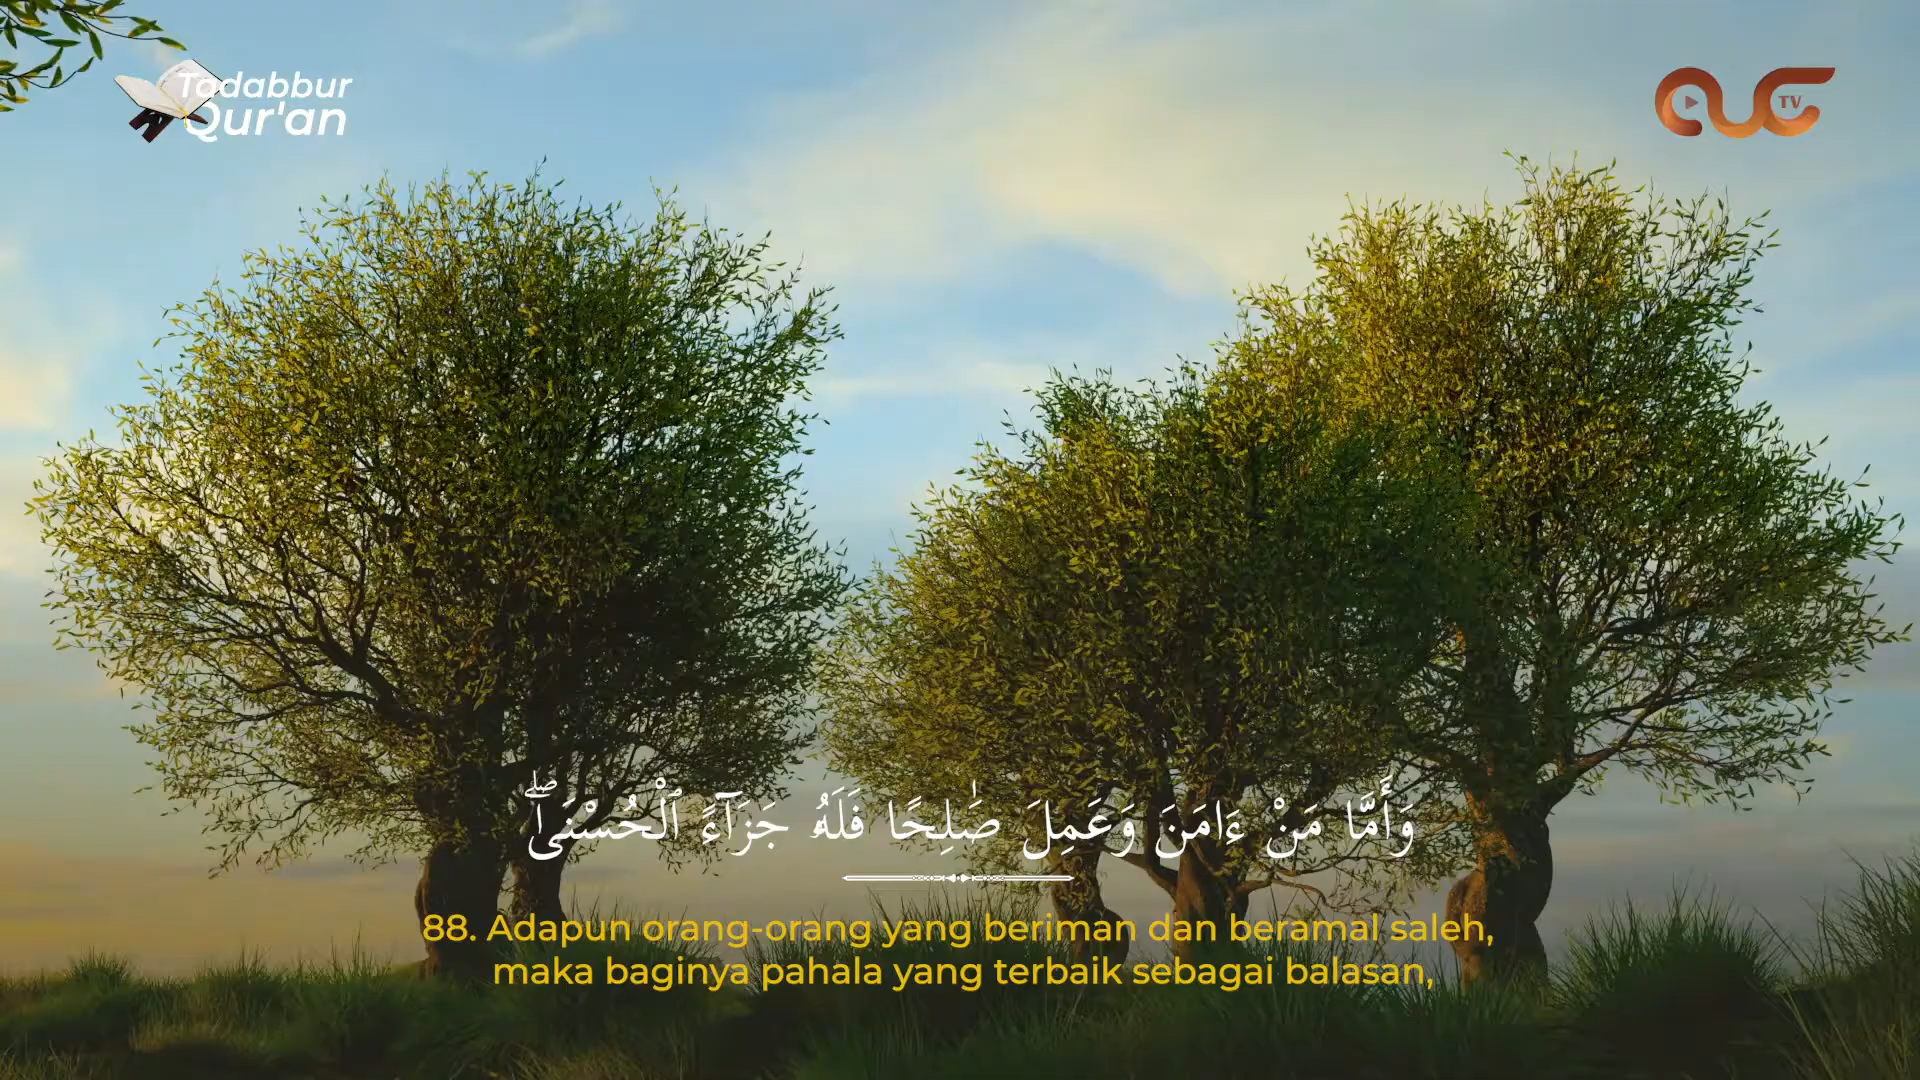 Tadabbur
Qur'an
TV
وَأَمَّا مَنْ ءَامَنَ وَعَمِلَ صَٰلِحًا فَلَهُۥ جَزَآءً ٱلْحُسْنَىٰ ۖ
88. Adapun orang-orang yang beriman dan beramal saleh,
maka baginya pahala yang terbaik sebagai balasan,